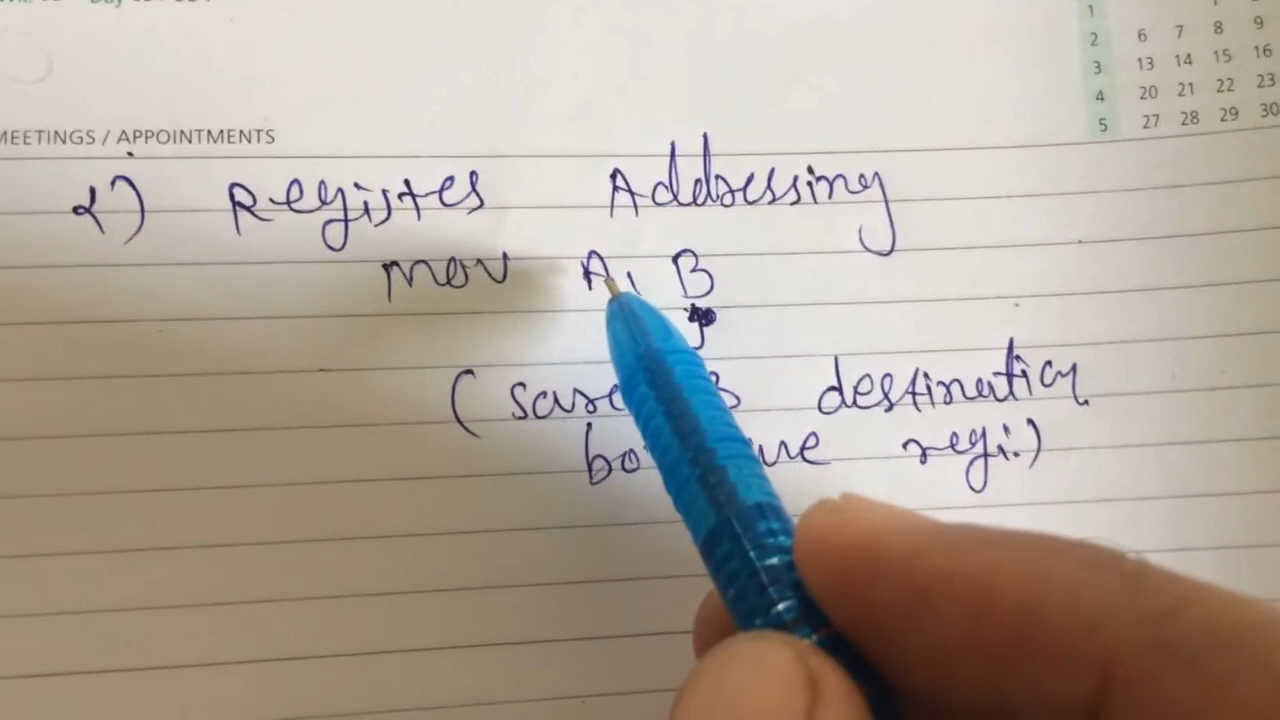 1
2 6 7 8 9
3 13 14 15 16
4 20 21 22 23
5 27 28 29 30
MEETINGS / APPOINTMENTS
2) Register Addressing
mov A, B
( destination
regi.)